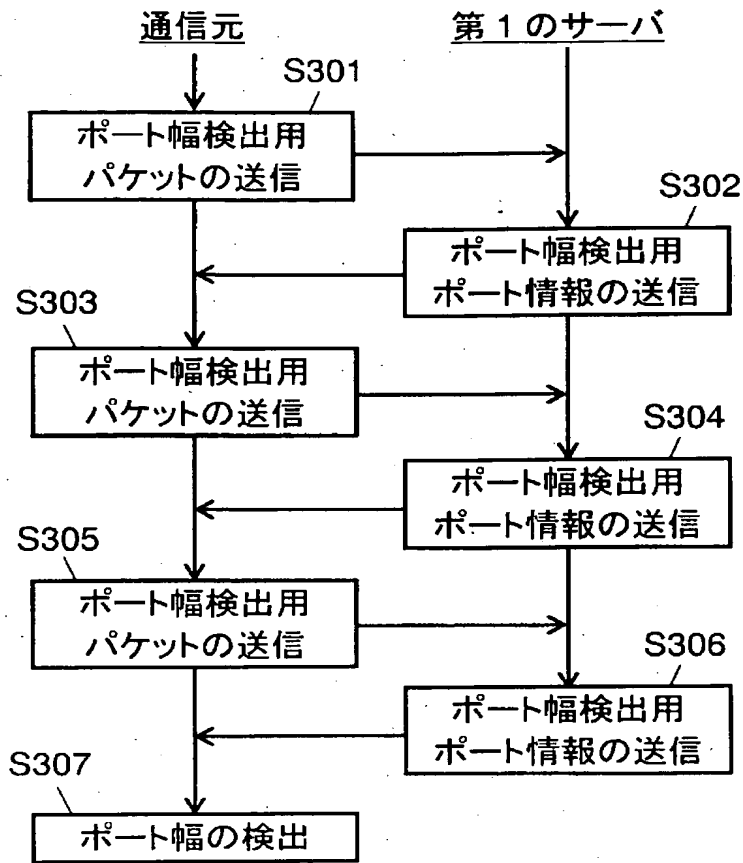 通信元
第1のサーバ
S301
ポート幅検出用
パケットの送信
S302
ポート幅検出用
ポート情報の送信
S303
ポート幅検出用
パケットの送信
S304
ポート幅検出用
ポート情報の送信
S305
ポート幅検出用
パケットの送信
S306
ポート幅検出用
ポート情報の送信
S307
ポート幅の検出